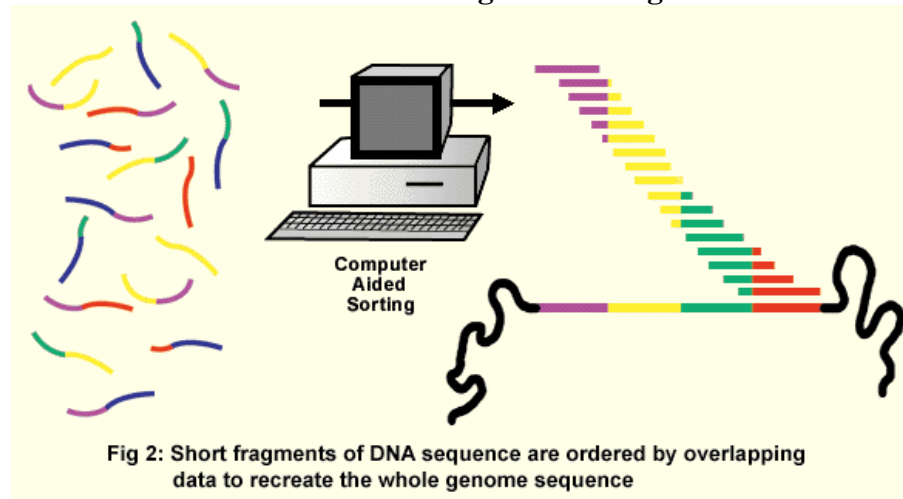 Computer
Aided
Sorting
Fig 2: Short fragments of DNA sequence are ordered by overlapping
data to recreate the whole genome sequence